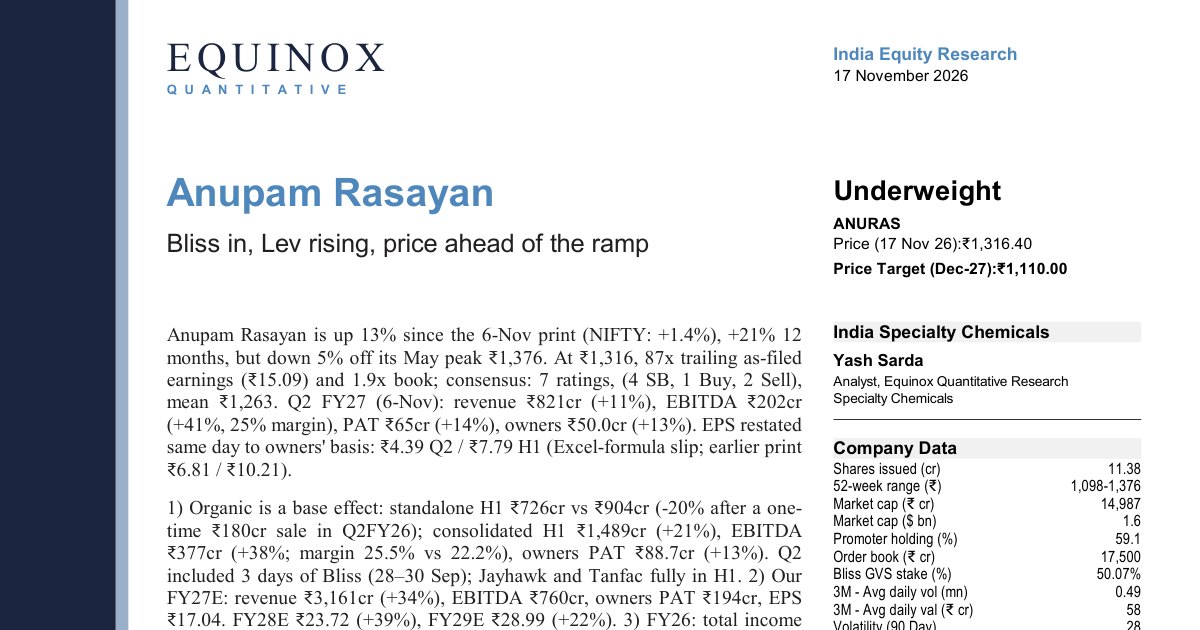 EQUINOX
QUANTITATIVE
India Equity Research
17 November 2026
Anupam Rasayan
Bliss in, Lev rising, price ahead of the ramp
Underweight
ANURAS
Price (17 Nov 26):₹1,316.40
Price Target (Dec-27):₹1,110.00
Anupam Rasayan is up 13% since the 6-Nov print (NIFTY: +1.4%), +21% 12
months, but down 5% off its May peak ₹1,376. At ₹1,316, 87x trailing as-filed
earnings (₹15.09) and 1.9x book; consensus: 7 ratings, (4 SB, 1 Buy, 2 Sell),
mean ₹1,263. Q2 FY27 (6-Nov): revenue ₹821cr (+11%), EBITDA ₹202cr
(+41%, 25% margin), PAT ₹65cr (+14%), owners ₹50.0cr (+13%). EPS restated
same day to owners' basis: ₹4.39 Q2 / ₹7.79 H1 (Excel-formula slip; earlier print
₹6.81 / ₹10.21).
1) Organic is a base effect: standalone H1 ₹726cr vs ₹904cr (-20% after a one-
time ₹180cr sale in Q2FY26); consolidated H1 ₹1,489cr (+21%), EBITDA
₹377cr (+38%; margin 25.5% vs 22.2%), owners PAT ₹88.7cr (+13%). Q2
included 3 days of Bliss (28–30 Sep); Jayhawk and Tanfac fully in H1. 2) Our
FY27E: revenue ₹3,161cr (+34%), EBITDA ₹760cr, owners PAT ₹194cr, EPS
₹17.04. FY28E ₹23.72 (+39%), FY29E ₹28.99 (+22%). 3) FY26: total income
India Specialty Chemicals
Yash Sarda
Analyst, Equinox Quantitative Research
Specialty Chemicals
Company Data
Shares issued (cr) 11.38
52-week range (₹) 1,098-1,376
Market cap (₹ cr) 14,987
Market cap ($ bn) 1.6
Promoter holding (%) 59.1
Order book (₹ cr) 17,500
Bliss GVS stake (%) 50.07%
3M - Avg daily vol (mn) 0.49
3M - Avg daily val (₹ cr) 58
Volatility (90 Day) 28